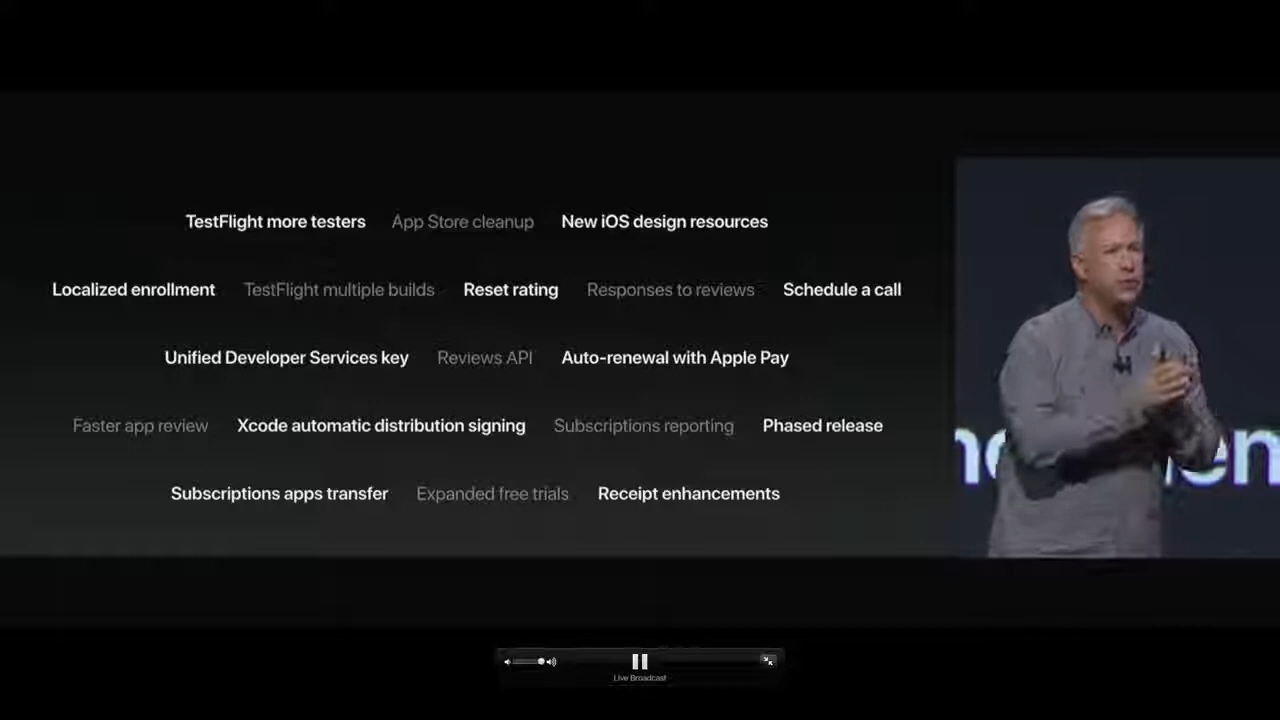 TestFlight more testers App Store cleanup New iOS design resources
Localized enrollment TestFlight multiple builds Reset rating Responses to reviews Schedule a call
Unified Developer Services key Reviews API Auto-renewal with Apple Pay
Faster app review Xcode automatic distribution signing Subscriptions reporting Phased release
Subscriptions apps transfer Expanded free trials Receipt enhancements
Live Broadcast